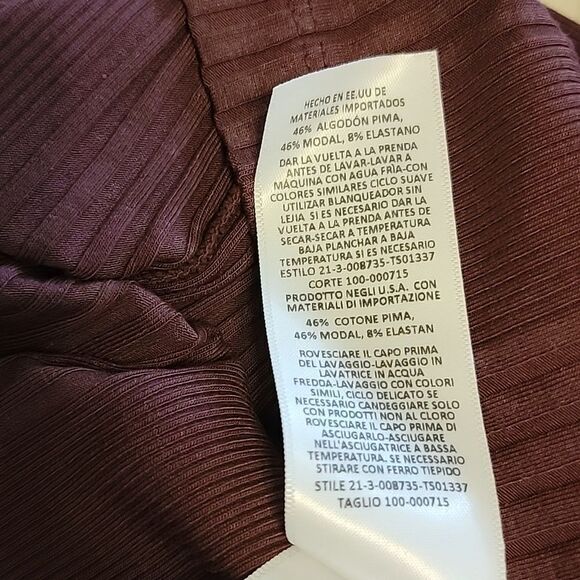 HECHO EN EE.UU DE
MATERIALES IMPORTADOS
46% ALGODÓN PIMA,
46% MODAL, 8% ELASTANO
DAR LA VUELTA A LA PRENDA
ANTES DE LAVAR-LAVAR A
MÁQUINA CON AGUA FRÍA-CON
COLORES SIMILARES CICLO SUAVE
UTILIZAR BLANQUEADOR SIN
LEJIA SI ES NECESARIO DAR LA
VUELTA A LA PRENDA ANTES DE
SECAR-SECAR A TEMPERATURA
BAJA PLANCHAR A BAJA
TEMPERATURA SI ES NECESARIO
ESTILO 21-3-008735-TS01337
CORTE 100-000715
PRODOTTO NEGLI U.S.A. CON
MATERIALI DI IMPORTAZIONE
46% COTONE PIMA,
46% MODAL, 8% ELASTAN
ROVESCIARE IL CAPO PRIMA
DEL LAVAGGIO-LAVAGGIO IN
LAVATRICE IN ACQUA
FREDDA-LAVAGGIO CON COLORI
SIMILI, CICLO DELICATO SE
NECESSARIO CANDEGGIARE SOLO
CON PRODOTTI NON AL CLORO
ROVESCIARE IL CAPO PRIMA DI
ASCIUGARLO-ASCIUGARE
NELL'ASCIUGATRICE A BASSA
TEMPERATURA. SE NECESSARIO
STIRARE CON FERRO TIEPIDO
STILE 21-3-008735-TS01337
TAGLIO 100-000715